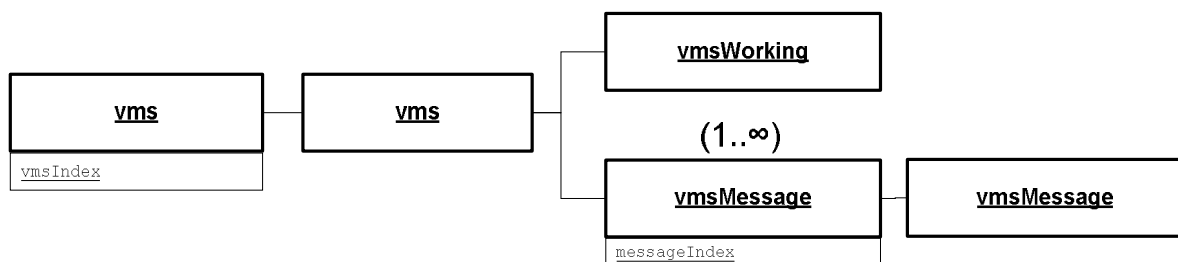 vmsWorking
vms
vms
(1..∞)
vmsIndex
vmsMessage
vmsMessage
messageIndex